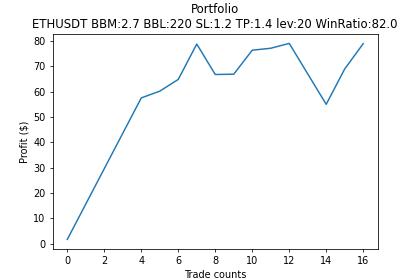 Portfolio
ETHUSDT BBM:2.7 BBL:220 SL:1.2 TP:1.4 lev:20 WinRatio:82.0
80
70
60
50
40
30
20
10
0
Profit ($)
0 2 4 6 8 10 12 14 16
Trade counts